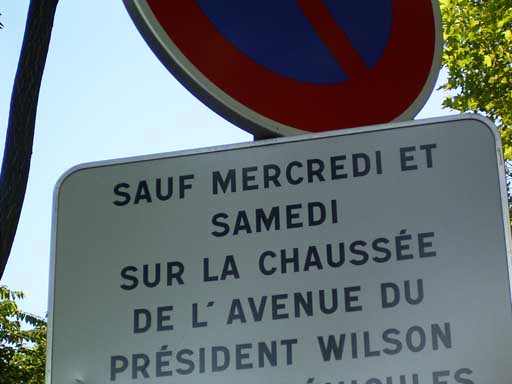 SAUF MERCREDI ET
SAMEDI
SUR LA CHAUSSÉE
DE L'AVENUE DU
PRÉSIDENT WILSON